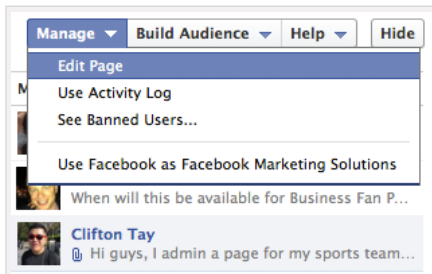 Manage Build Audience Help Hide
Edit Page
M
Use Activity Log
See Banned Users...
Use Facebook as Facebook Marketing Solutions
When will this be available for Business Fan P...
Clifton Tay
Hi guys, I admin a page for my sports team...